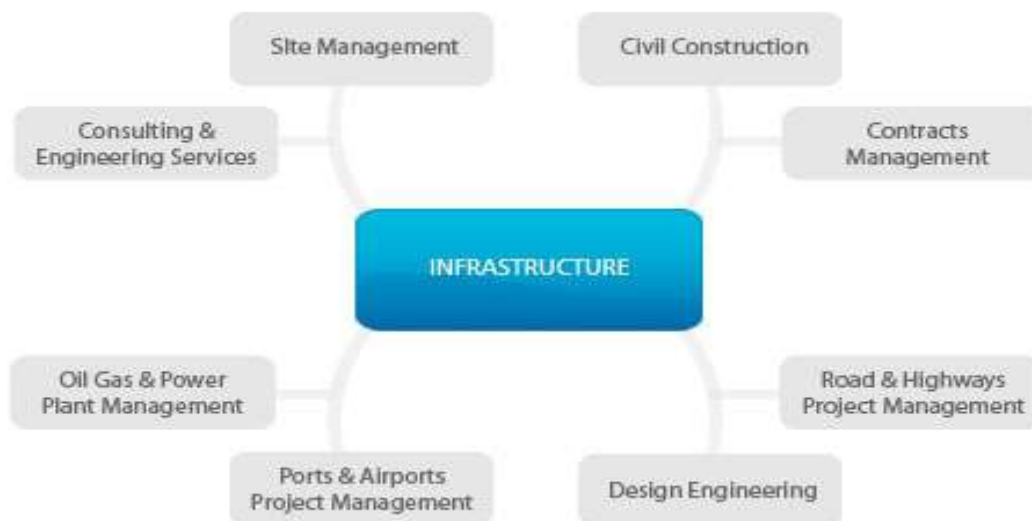 SIte Management
Civil Construction
Consulting &
Engineering Services
Contracts
Management
INFRASTRUCTURE
Oil Gas & Power
Plant Management
Road & Highways
Project Management
Ports & Airports
Project Management
Design Engineering